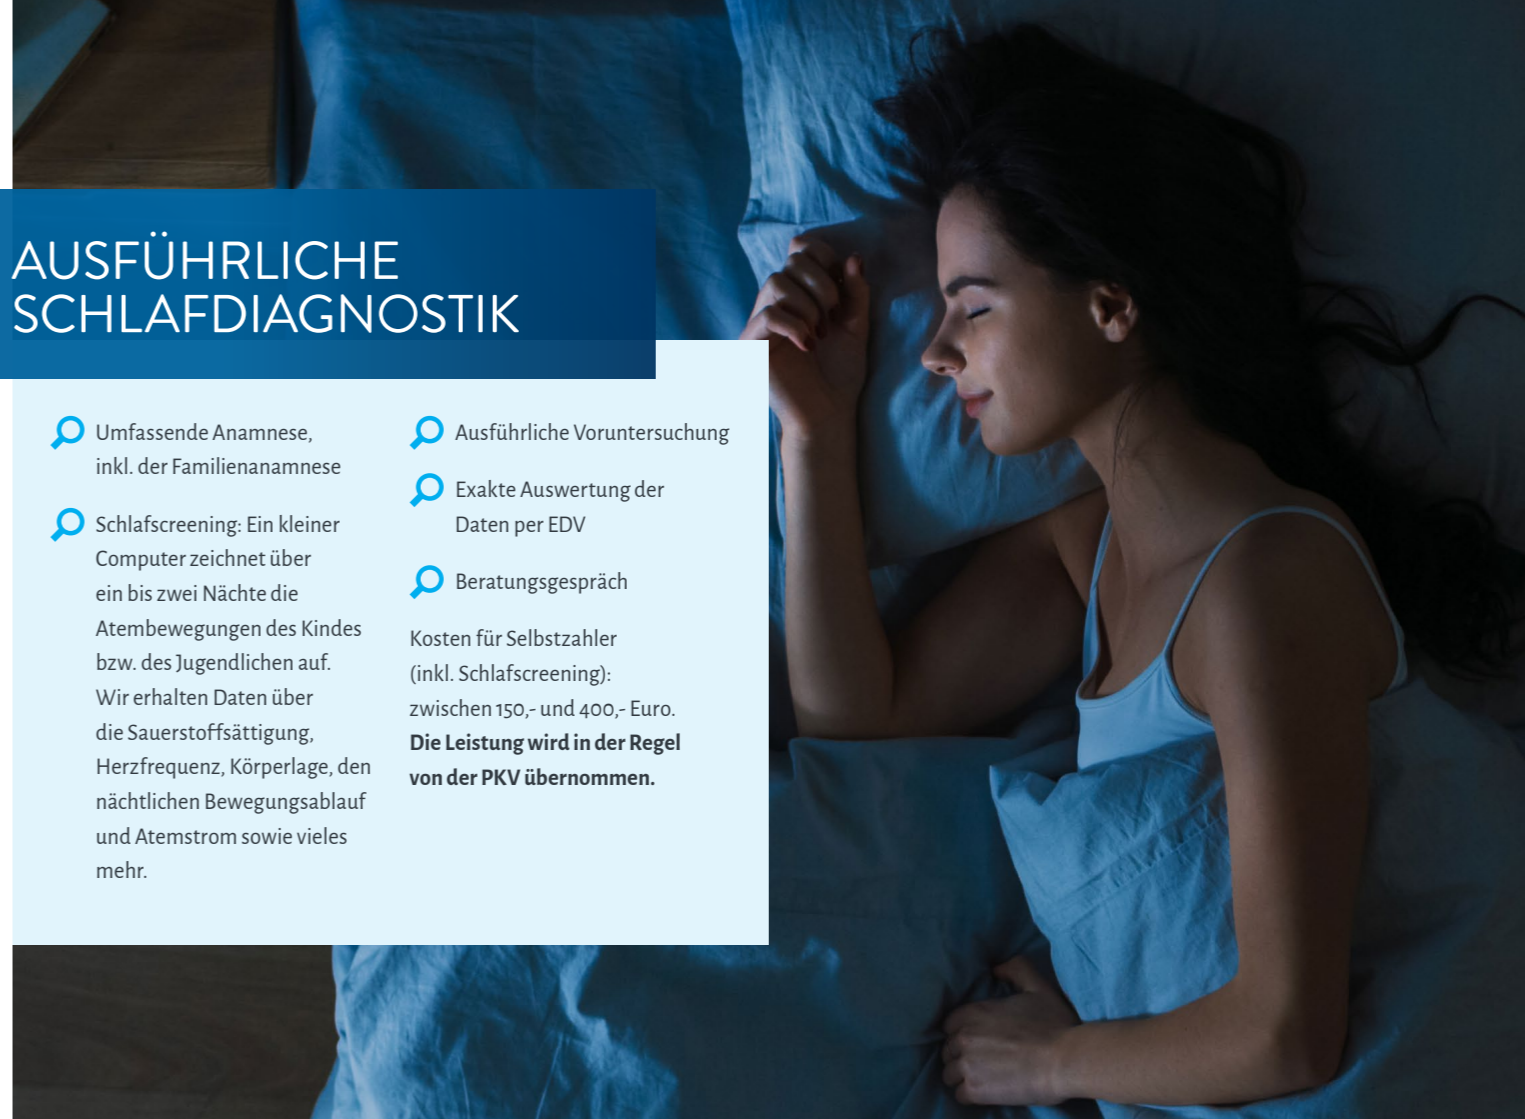 AUSFÜHRLICHE
SCHLAFDIAGNOSTIK
Umfassende Anamnese,
inkl. der Familienanamnese
Schlafscreening: Ein kleiner
Computer zeichnet über
ein bis zwei Nächte die
Atembewegungen des Kindes
bzw. des Jugendlichen auf.
Wir erhalten Daten über
die Sauerstoffsättigung,
Herzfrequenz, Körperlage, den
nächtlichen Bewegungsablauf
und Atemstrom sowie vieles
mehr.
Ausführliche Voruntersuchung
Exakte Auswertung der
Daten per EDV
Beratungsgespräch
Kosten für Selbstzahler
(inkl. Schlafscreening):
zwischen 150,- und 400,- Euro.
Die Leistung wird in der Regel
von der PKV übernommen.